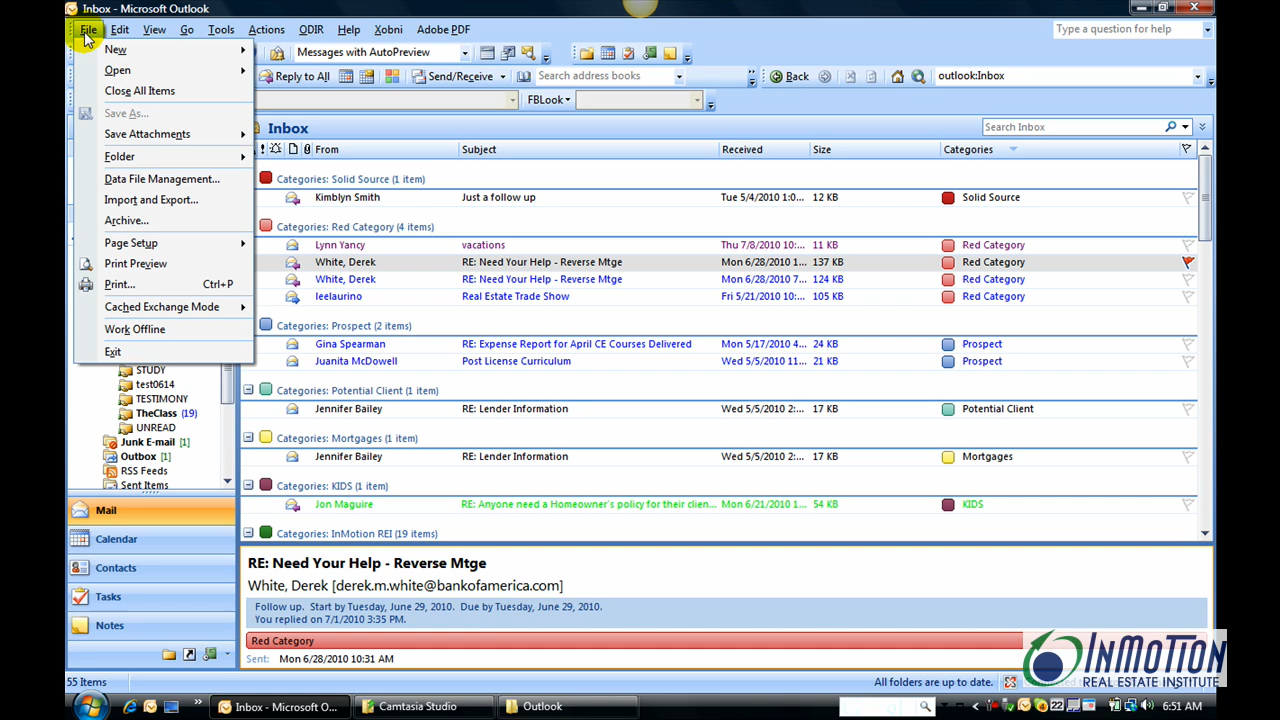 Inbox - Microsoft Outlook
File Edit View Go Tools Actions ODIR Help Xobni Adobe PDF
Type a question for help
New
Open
Close All Items
Save As...
Save Attachments
Folder
Data File Management...
Import and Export...
Archive...
Page Setup
Print Preview
Print... Ctrl+P
Cached Exchange Mode
Work Offline
Exit
Messages with AutoPreview
Reply to All Send/Receive Search address books Back outlook:Inbox
FBLook
Inbox Search Inbox
From Subject Received Size Categories
Categories: Solid Source (1 item)
Kimblyn Smith Just a follow up Tue 5/4/2010 1:0... 12 KB Solid Source
Categories: Red Category (4 items)
Lynn Yancy vacations Thu 7/8/2010 10:... 11 KB Red Category
White, Derek RE: Need Your Help - Reverse Mtge Mon 6/28/2010 10:... 137 KB Red Category
White, Derek RE: Need Your Help - Reverse Mtge Mon 6/28/2010 10:... 124 KB Red Category
leelaurino Real Estate Trade Show Fri 5/21/2010 10:... 105 KB Red Category
Categories: Prospect (2 items)
Gina Spearman RE: Expense Report for April CE Courses Delivered Mon 5/17/2010 4:... 24 KB Prospect
Juanita McDowell Post License Curriculum Wed 5/5/2010 11:... 21 KB Prospect
Categories: Potential Client (1 item)
Jennifer Bailey RE: Lender Information Wed 5/5/2010 2:... 17 KB Potential Client
Categories: Mortgages (1 item)
Jennifer Bailey RE: Lender Information Wed 5/5/2010 2:... 17 KB Mortgages
Categories: KIDS (1 item)
Jon Maguire RE: Anyone need a Homeowner's policy for their clien... Mon 6/21/2010 1... 54 KB KIDS
Categories: InMotion REI (19 items)
STUDY
test0614
TESTIMONY
TheClass (19)
UNREAD
Junk E-mail [1]
Outbox [1]
RSS Feeds
Sent Items
Mail
Calendar
Contacts
Tasks
Notes
RE: Need Your Help - Reverse Mtge
White, Derek [derek.m.white@bankofamerica.com]
Follow up. Start by Tuesday, June 29, 2010. Due by Tuesday, June 29, 2010.
You replied on 7/1/2010 3:35 PM.
Red Category
Sent: Mon 6/28/2010 10:31 AM
INMOTION
REAL ESTATE INSTITUTE
55 Items All folders are up to date.
Inbox - Microsoft O... Camtasia Studio Outlook 22 6:51 AM